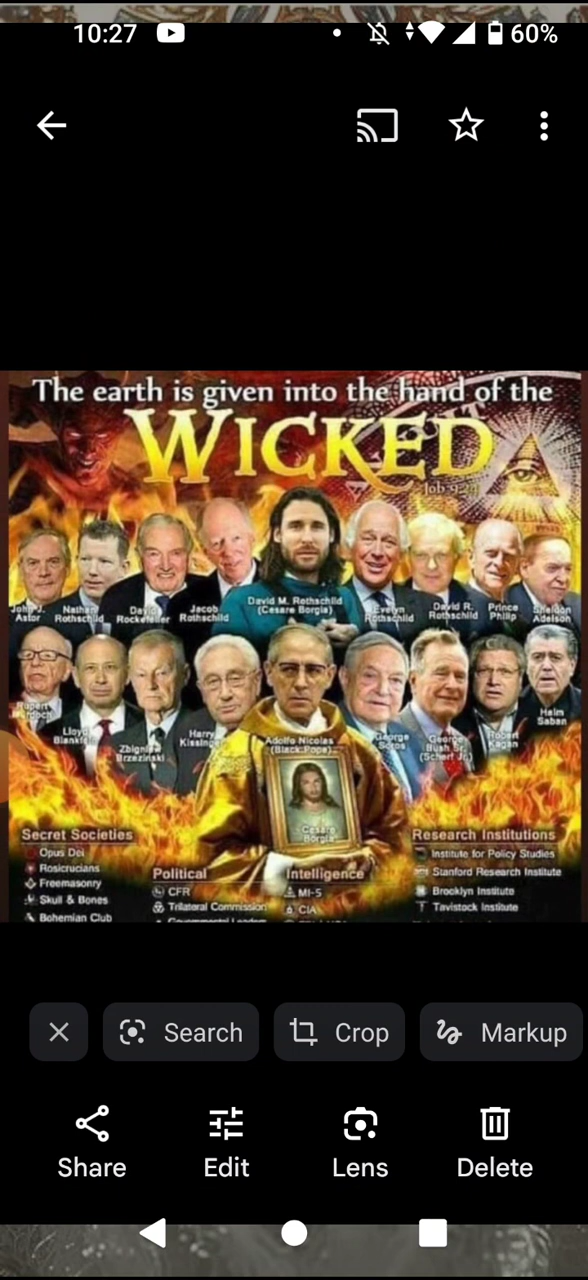 10:27
60%
The earth is given into the hand of the
WICKED
Job 9:24
John J.
Astor
Nathan
Rothschild
David
Rockefeller
Jacob
Rothschild
David M. Rothschild
(Cesare Borgia)
Evelyn
Rothschild
David R.
Rothschild
Prince
Philip
Sheldon
Adelson
Rupert
Murdoch
Lloyd
Blankfe
Zbigniew
Brzezinski
Harry
Kissinge
Adolfo Nicolas
(Black Pope)
George
Soros
George
Bush Sr.
(Scherf Jr.)
Robert
Kagan
Haim
Saban
Cesare
Borgia
Secret Societies
Opus Dei
Rosicrucians
Freemasonry
Skull & Bones
Bohemian Club
Political
CFR
Trilateral Commission
Intelligence
MI-5
CIA
Research Institutions
Institute for Policy Studies
Stanford Research Institute
Brooklyn Institute
Tavistock Institute
Search
Crop
Markup
Share
Edit
Lens
Delete